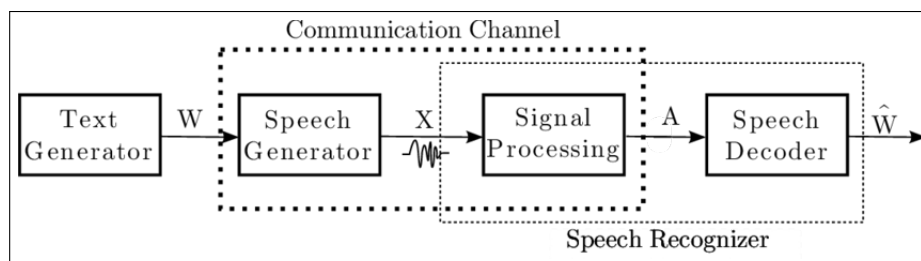 Communication Channel
Text
Generator
W
Speech
Generator
X
Signal
Processing
A
Speech
Decoder
Ŵ
Speech Recognizer